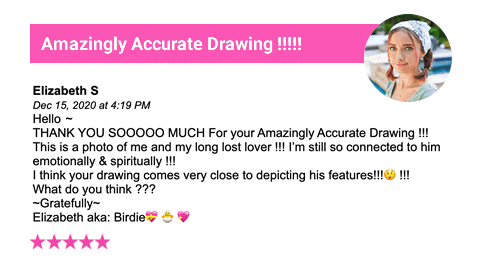 Amazingly Accurate Drawing !!!!!
Elizabeth S
Dec 15, 2020 at 4:19 PM
Hello ~
THANK YOU SOOOOO MUCH For your Amazingly Accurate Drawing !!!
This is a photo of me and my long lost lover !!! I'm still so connected to him
emotionally & spiritually !!!
I think your drawing comes very close to depicting his features!!!😯 !!!
What do you think ???
~Gratefully~
Elizabeth aka: Birdie💝 🐣 💖